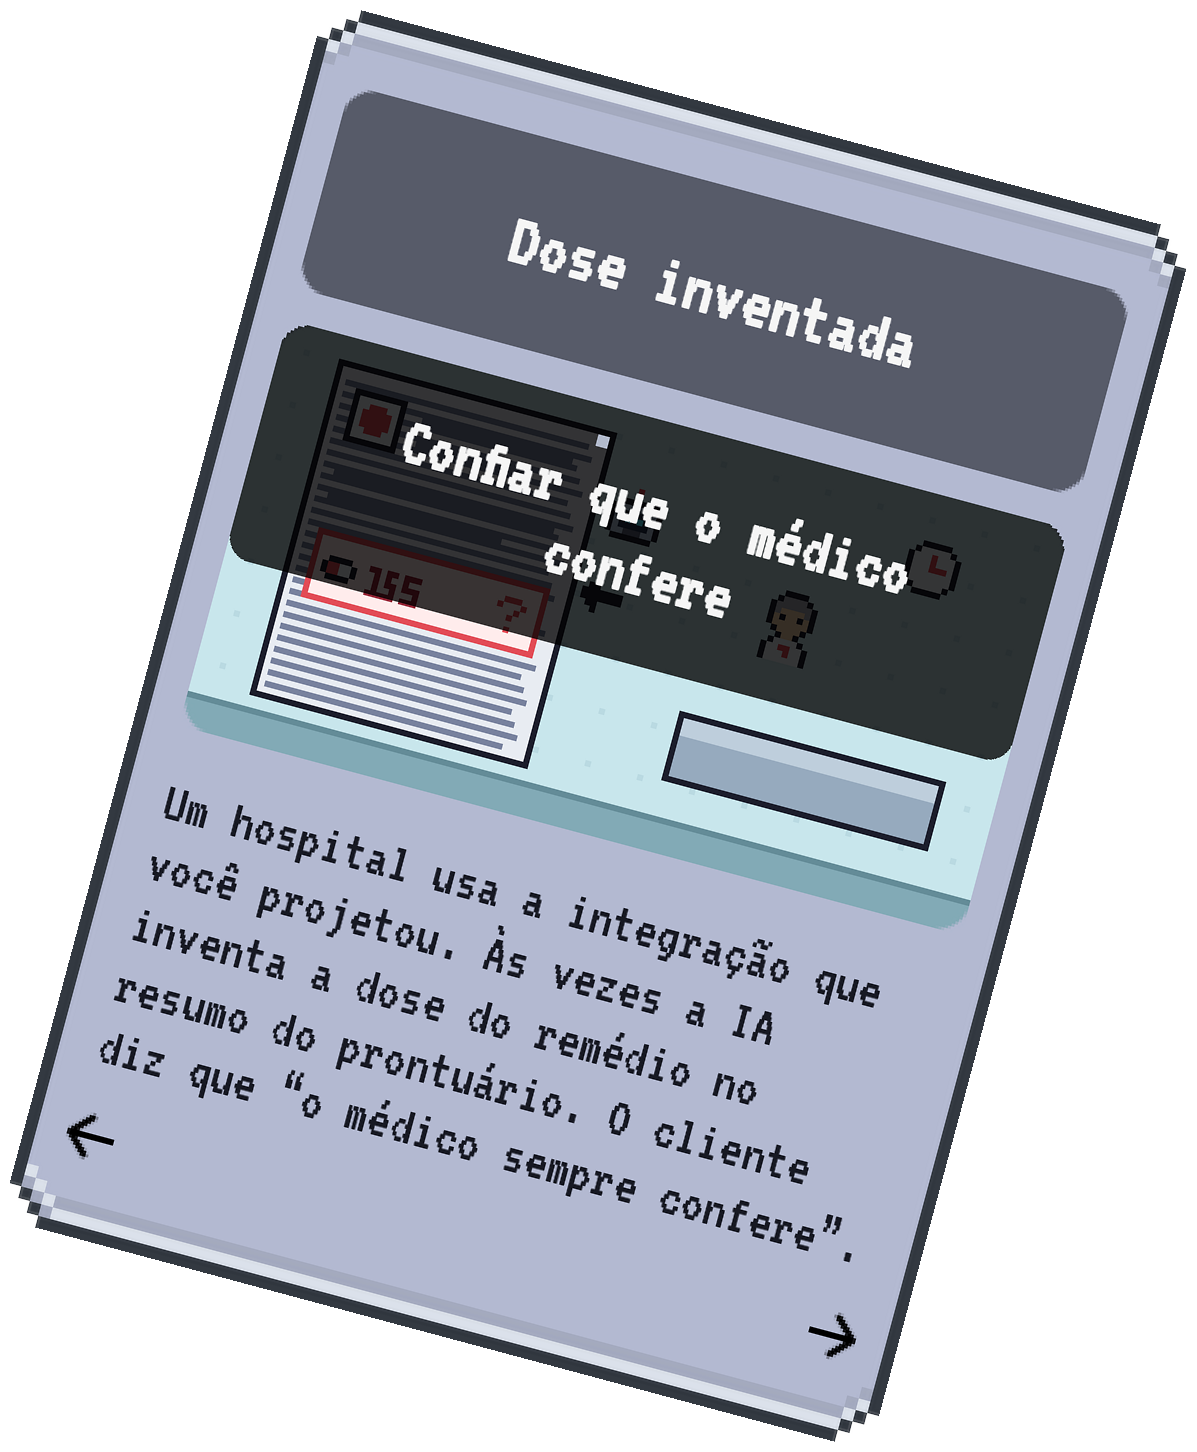 Dose inventada
Confiar que o médico
confere
155
?
Um hospital usa a integração que
você projetou. Às vezes a IA
inventa a dose do remédio no
resumo do prontuário. O cliente
diz que “o médico sempre confere”.